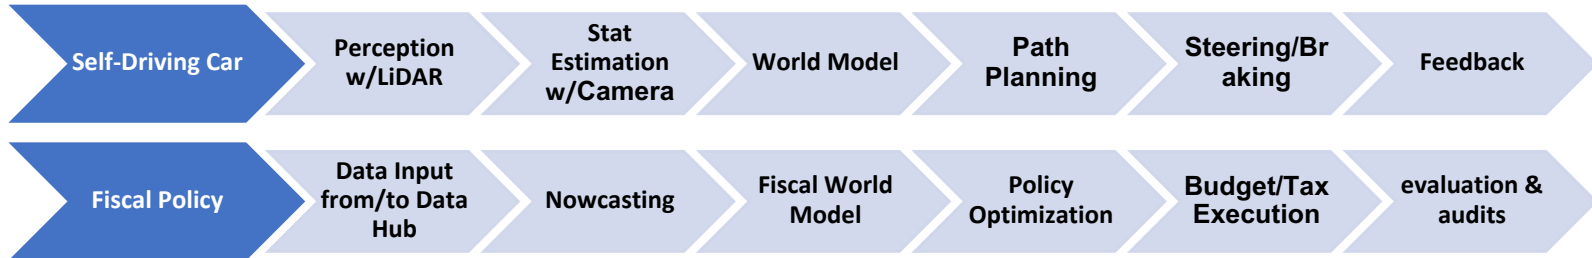 Self-Driving Car
Perception
w/LiDAR
Stat
Estimation
w/Camera
World Model
Path
Planning
Steering/Br
aking
Feedback
Fiscal Policy
Data Input
from/to Data
Hub
Nowcasting
Fiscal World
Model
Policy
Optimization
Budget/Tax
Execution
evaluation &
audits